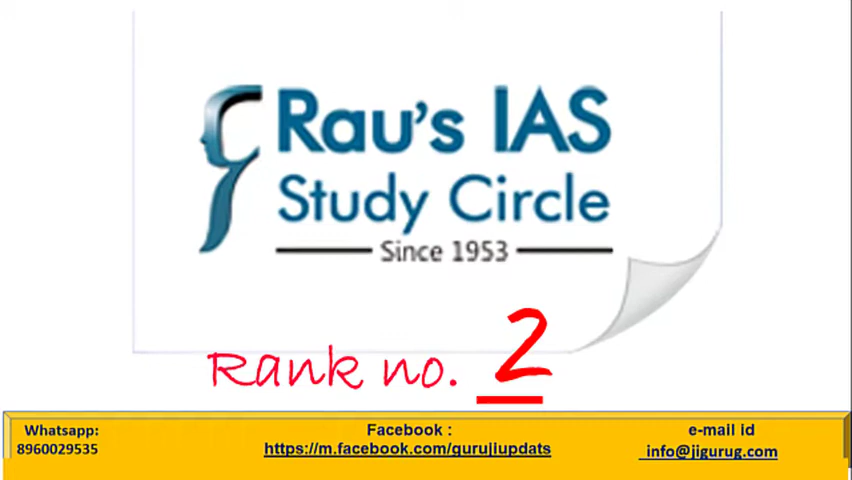 Rau's IAS
Study Circle
Since 1953
Rank no. 2
Whatsapp:
8960029535
Facebook :
https://m.facebook.com/gurujiupdats
e-mail id
info@jigurug.com